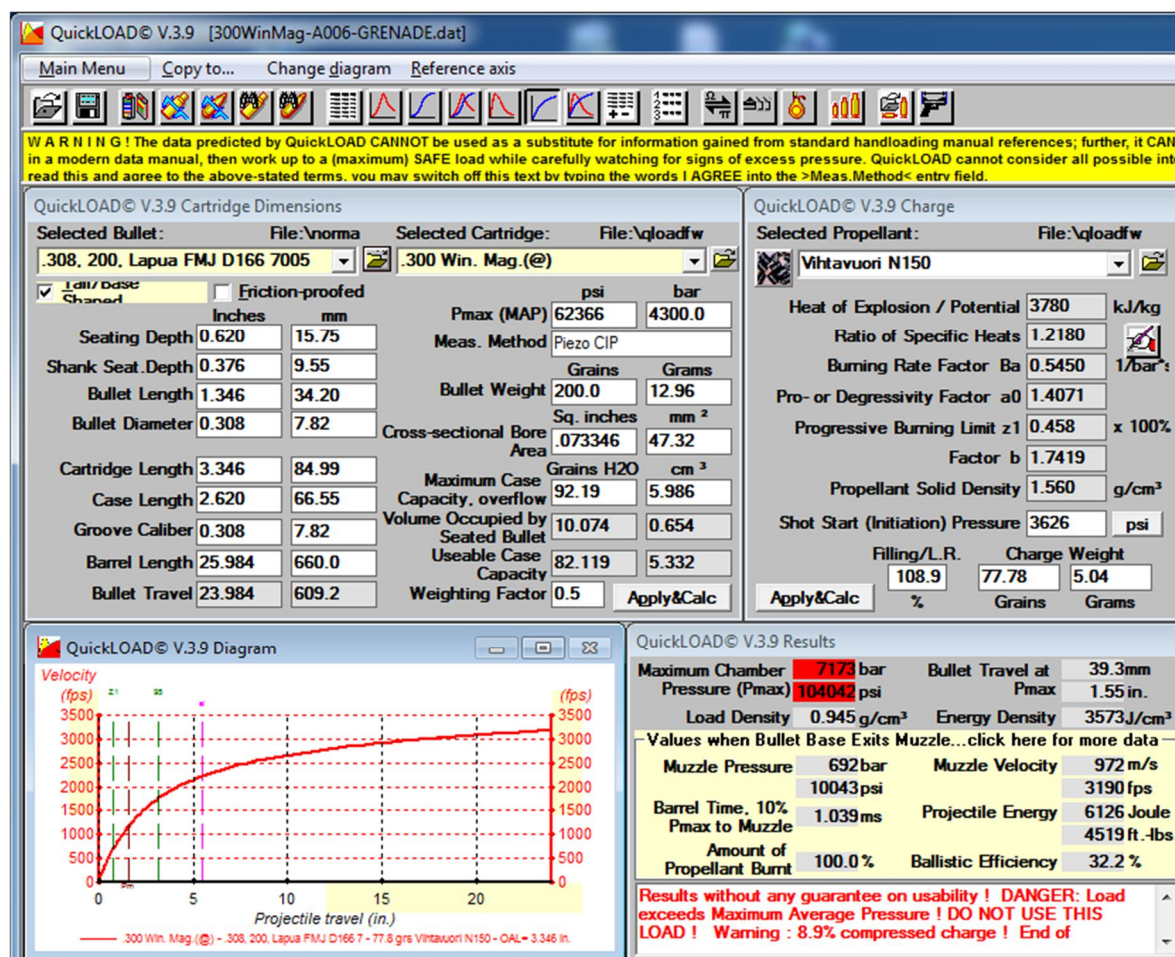 QuickLOAD© V.3.9 [300WinMag-A006-GRENADE.dat]
Main Menu Copy to... Change diagram Reference axis
W A R N I N G ! The data predicted by QuickLOAD CANNOT be used as a substitute for information gained from standard handloading manual references; further, it CAN
in a modern data manual, then work up to a (maximum) SAFE load while carefully watching for signs of excess pressure. QuickLOAD cannot consider all possible int
read this and agree to the above-stated terms, you may switch off this text by typing the words I AGREE into the >Meas.Method< entry field.
QuickLOAD© V.3.9 Cartridge Dimensions
Selected Bullet: File:\norma Selected Cartridge: File:\qloadfw
.308, 200, Lapua FMJ D166 7005 .300 Win. Mag.(@)
Tail/Base Shaped Friction-proofed
Inches mm
Seating Depth 0.620 15.75
Shank Seat.Depth 0.376 9.55
Bullet Length 1.346 34.20
Bullet Diameter 0.308 7.82
Cartridge Length 3.346 84.99
Case Length 2.620 66.55
Groove Caliber 0.308 7.82
Barrel Length 25.984 660.0
Bullet Travel 23.984 609.2
psi bar
Pmax (MAP) 62366 4300.0
Meas. Method Piezo CIP
Grains Grams
Bullet Weight 200.0 12.96
Sq. inches mm ²
Cross-sectional Bore Area .073346 47.32
Grains H2O cm ³
Maximum Case Capacity, overflow 92.19 5.986
Volume Occupied by Seated Bullet 10.074 0.654
Useable Case Capacity 82.119 5.332
Weighting Factor 0.5 Apply&Calc
QuickLOAD© V.3.9 Charge
Selected Propellant: File:\qloadfw
Vihtavuori N150
Heat of Explosion / Potential 3780 kJ/kg
Ratio of Specific Heats 1.2180
Burning Rate Factor Ba 0.5450 1/bar*s
Pro- or Degressivity Factor a0 1.4071
Progressive Burning Limit z1 0.458 x 100%
Factor b 1.7419
Propellant Solid Density 1.560 g/cm³
Shot Start (Initiation) Pressure 3626 psi
Filling/L.R. Charge Weight
Apply&Calc 108.9 77.78 5.04
% Grains Grams
QuickLOAD© V.3.9 Diagram
Velocity
(fps) Z1 (fps)
3500 3500
3000 3000
2500 2500
2000 2000
1500 1500
1000 1000
500 500
0 0
Pm
0 5 10 15 20
Projectile travel (in.)
.300 Win. Mag.(@) - .308, 200, Lapua FMJ D166 7 - 77.8 grs Vihtavuori N150 - OAL= 3.346 in.
QuickLOAD© V.3.9 Results
Maximum Chamber Pressure (Pmax) 7173 bar
104042 psi
Bullet Travel at Pmax 39.3mm
1.55 in.
Load Density 0.945 g/cm³ Energy Density 3573J/cm³
Values when Bullet Base Exits Muzzle...click here for more data
Muzzle Pressure 692 bar Muzzle Velocity 972 m/s
10043 psi 3190 fps
Barrel Time, 10% Pmax to Muzzle 1.039 ms Projectile Energy 6126 Joule
4519 ft.-lbs
Amount of Propellant Burnt 100.0 % Ballistic Efficiency 32.2 %
Results without any guarantee on usability ! DANGER: Load
exceeds Maximum Average Pressure ! DO NOT USE THIS
LOAD ! Warning : 8.9% compressed charge ! End of